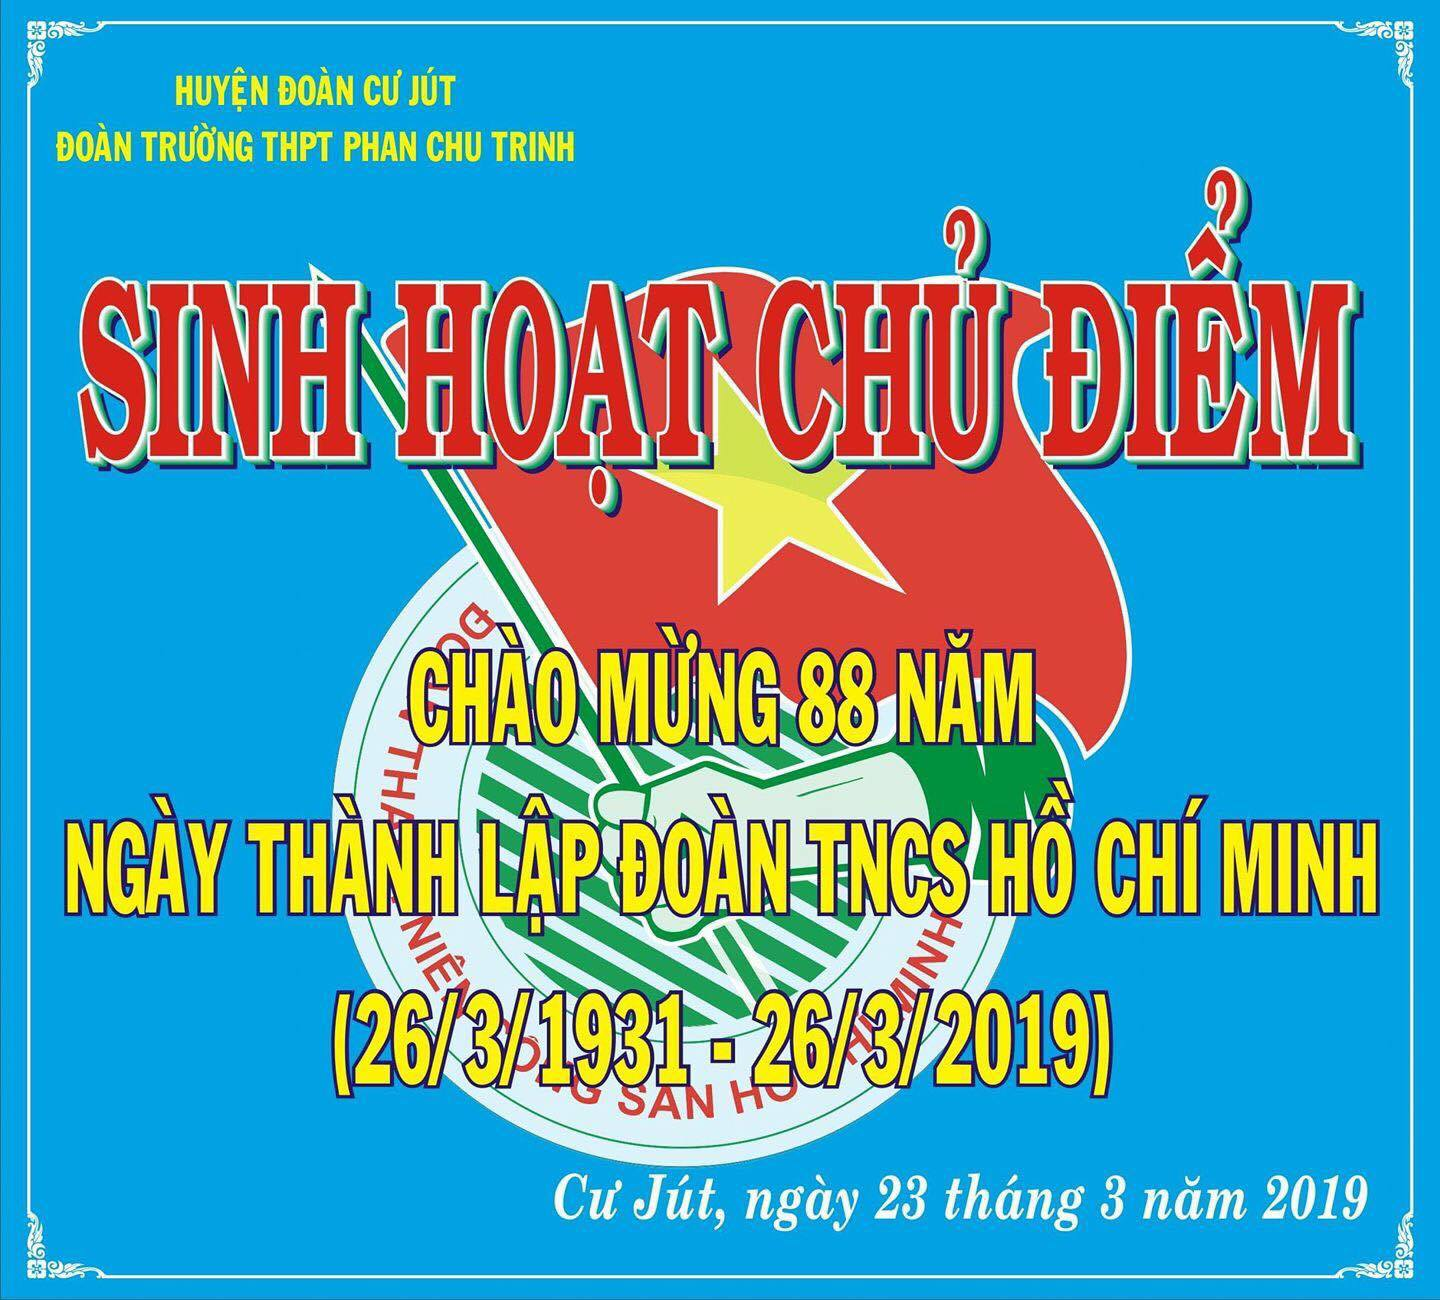 HUYỆN ĐOÀN CƯ JÚT
ĐOÀN TRƯỜNG THPT PHAN CHU TRINH
SINH HOẠT CHỦ ĐIỂM
CHÀO MỪNG 88 NĂM
NGÀY THÀNH LẬP ĐOÀN TNCS HỒ CHÍ MINH
(26/3/1931 - 26/3/2019)
Cư Jút, ngày 23 tháng 3 năm 2019